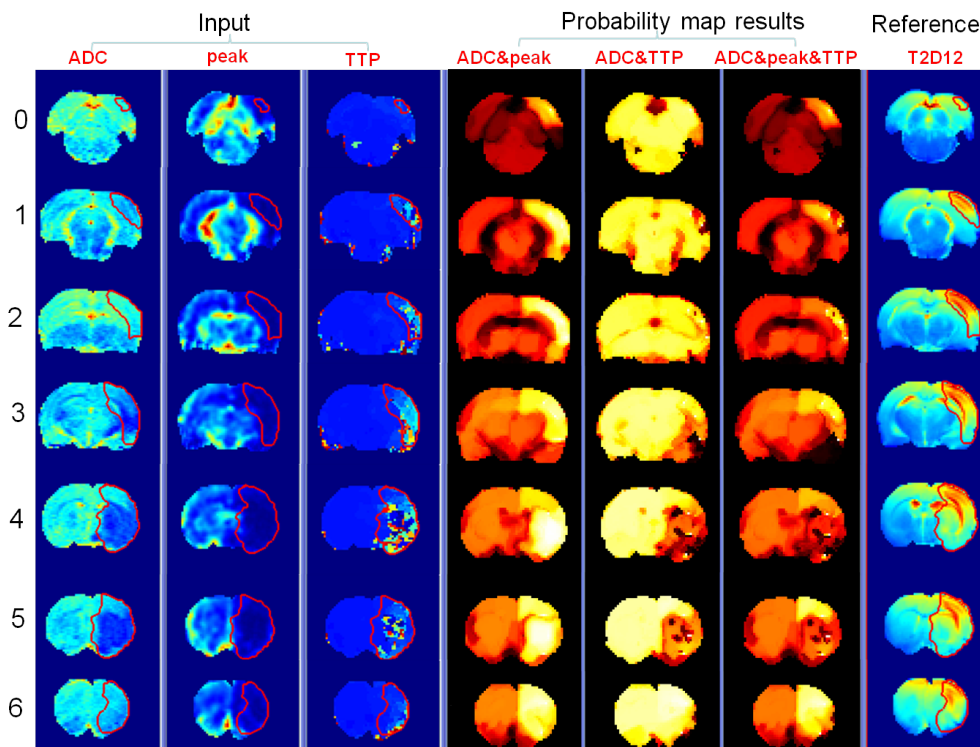 Input
Probability map results
Reference
ADC
peak
TTP
ADC&peak
ADC&TTP
ADC&peak&TTP
T2D12
0
1
2
3
4
5
6